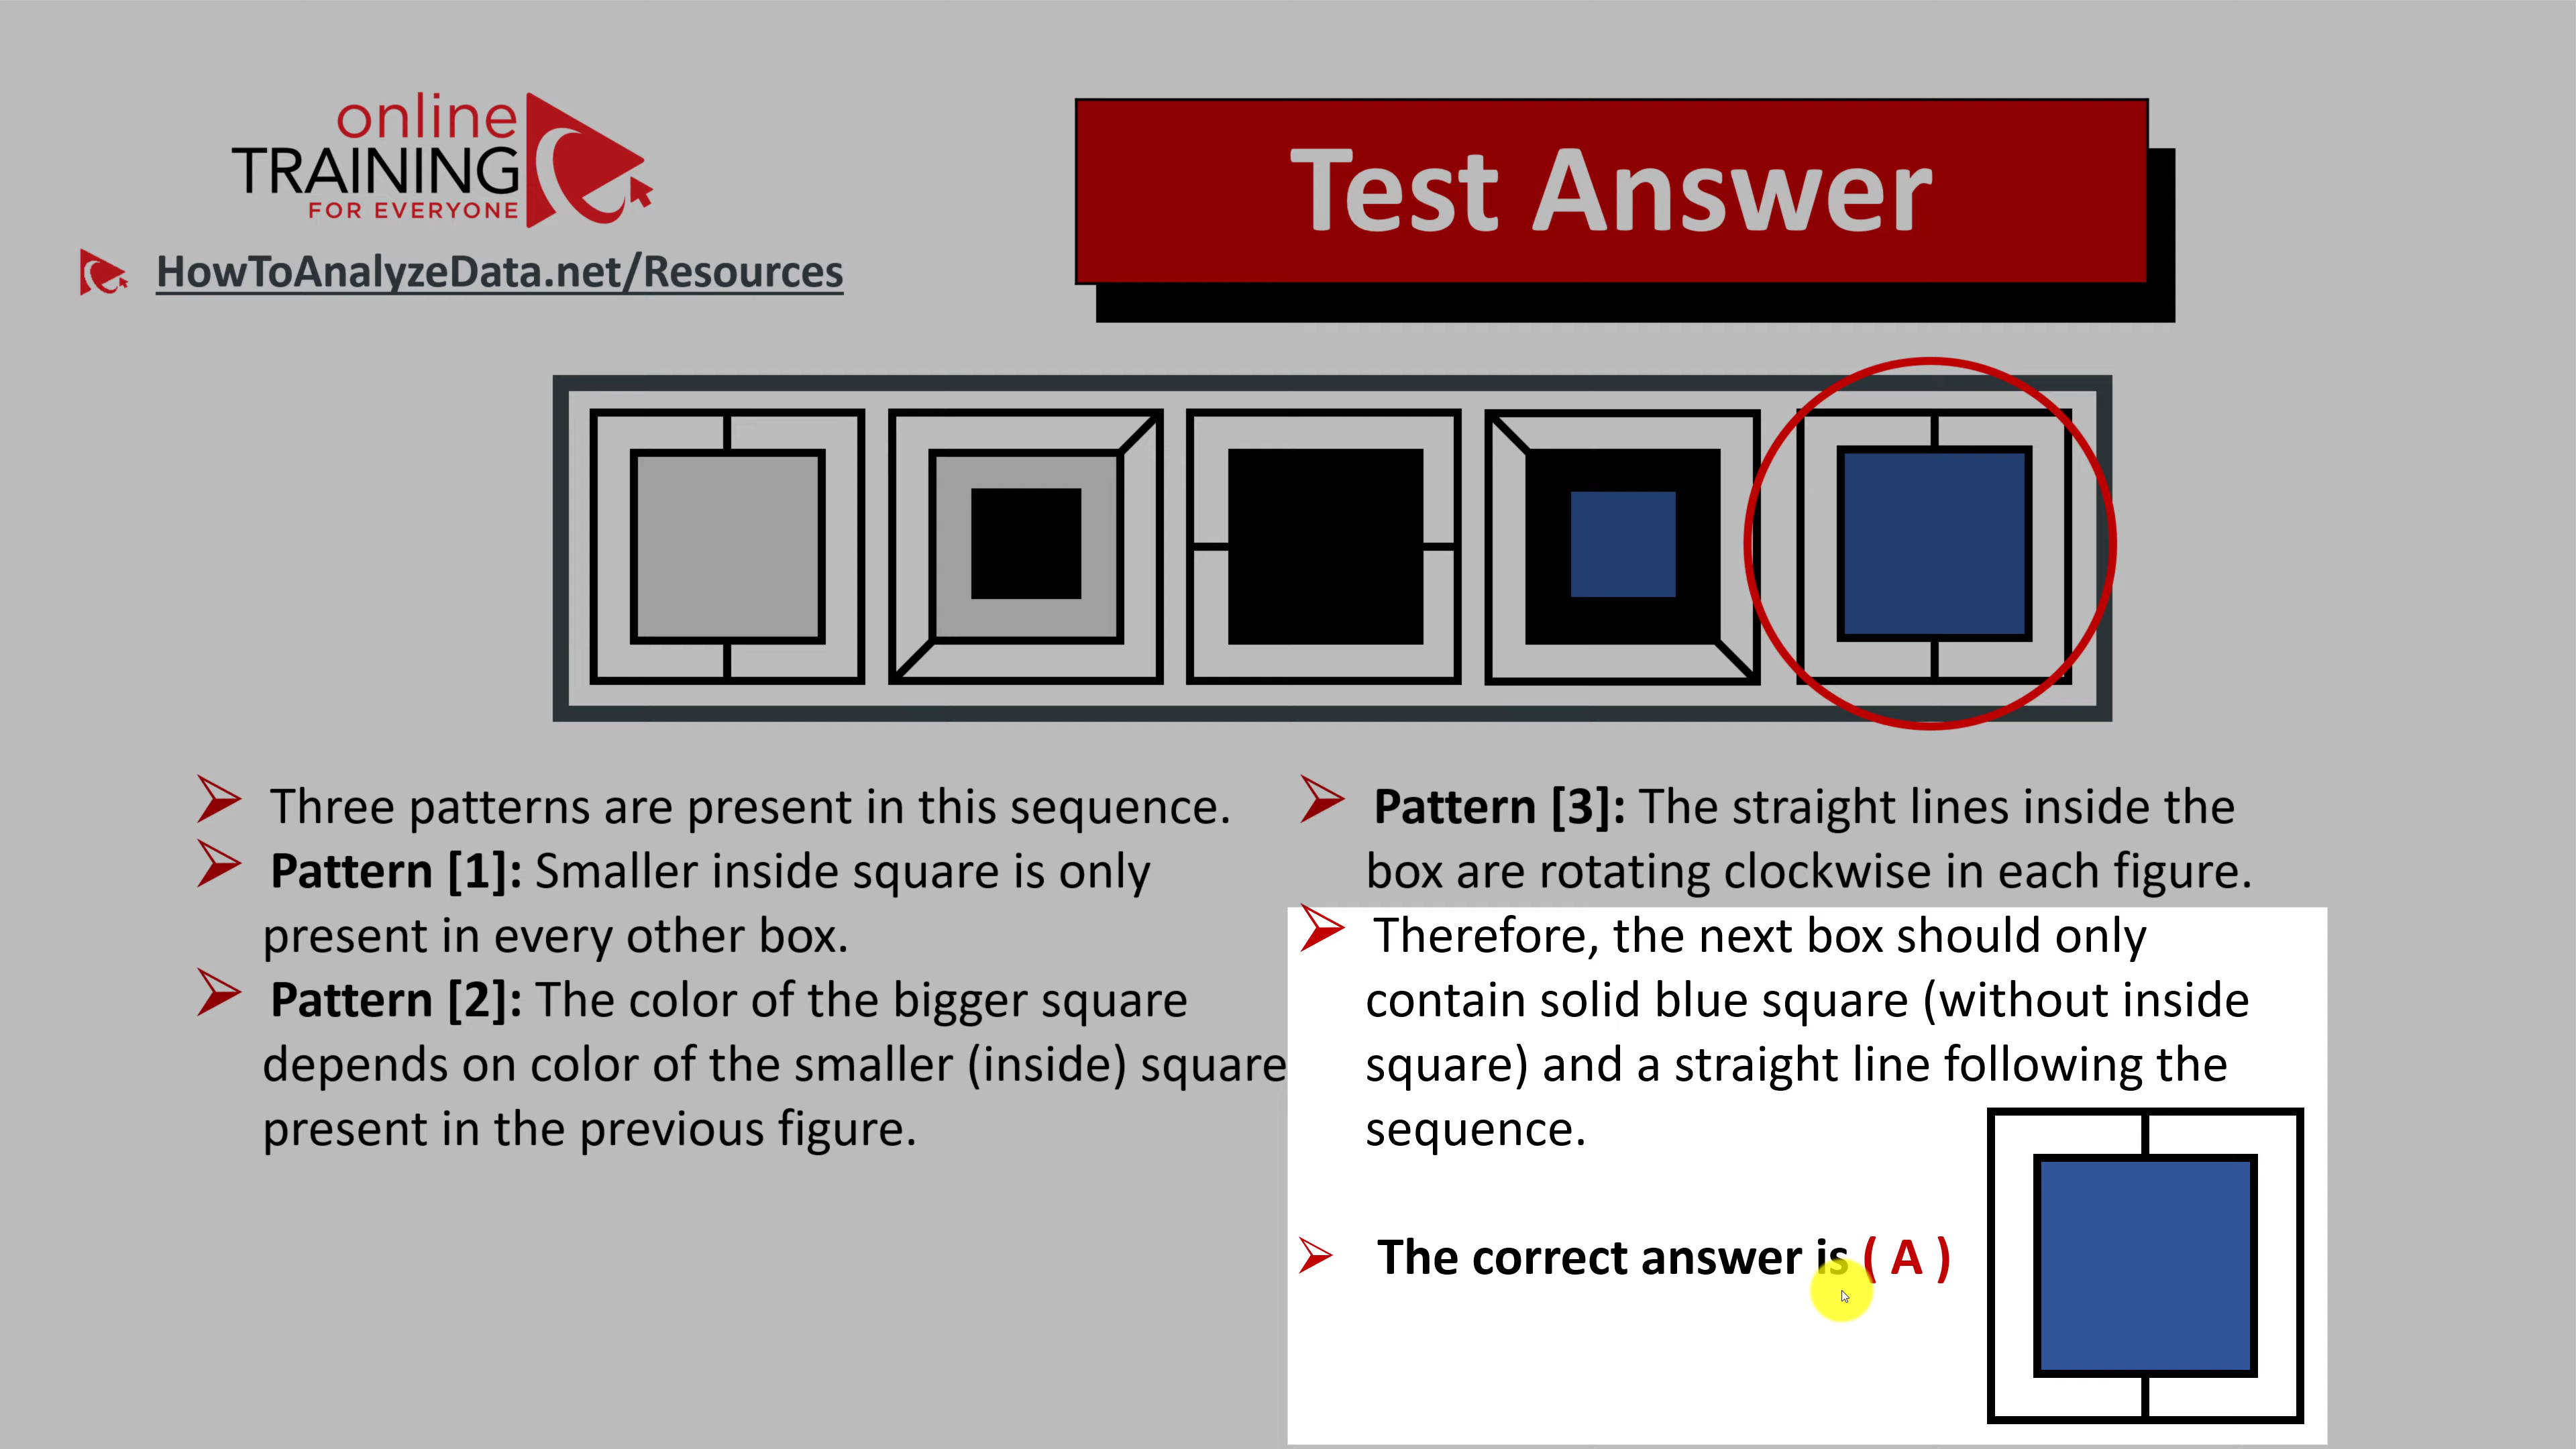 online
TRAINING
FOR EVERYONE
HowToAnalyzeData.net/Resources
Test Answer
Three patterns are present in this sequence.
Pattern [1]: Smaller inside square is only
present in every other box.
Pattern [2]: The color of the bigger square
depends on color of the smaller (inside) square
present in the previous figure.
Pattern [3]: The straight lines inside the
box are rotating clockwise in each figure.
Therefore, the next box should only
contain solid blue square (without inside
square) and a straight line following the
sequence.
The correct answer is ( A )